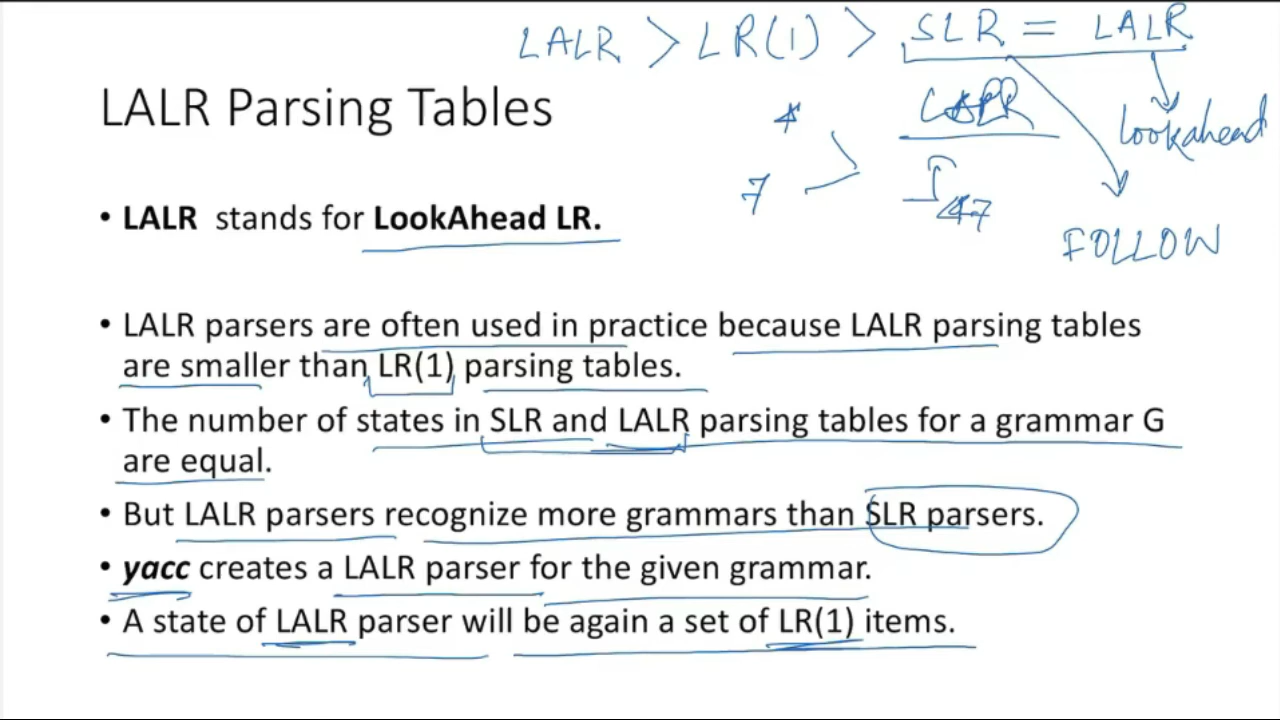 LALR > LR(1) > SLR = LALR
LALR Parsing Tables
4
lookahead
7
I47
FOLLOW
• LALR stands for LookAhead LR.
• LALR parsers are often used in practice because LALR parsing tables
are smaller than LR(1) parsing tables.
• The number of states in SLR and LALR parsing tables for a grammar G
are equal.
• But LALR parsers recognize more grammars than SLR parsers.
• yacc creates a LALR parser for the given grammar.
• A state of LALR parser will be again a set of LR(1) items.